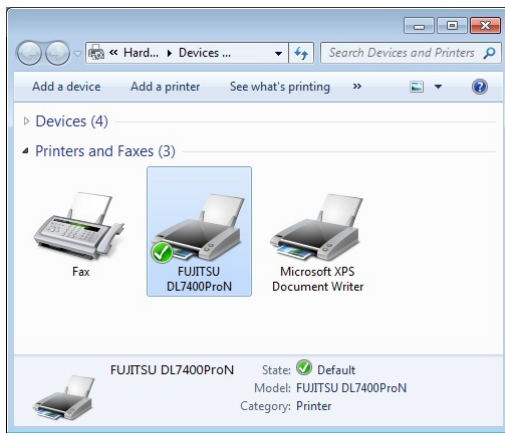 « Hard... ▸ Devices ... Search Devices and Printers
Add a device Add a printer See what's printing »
Devices (4)
Printers and Faxes (3)
Fax
FUJITSU
DL7400ProN
Microsoft XPS
Document Writer
FUJITSU DL7400ProN State: Default
Model: FUJITSU DL7400ProN
Category: Printer